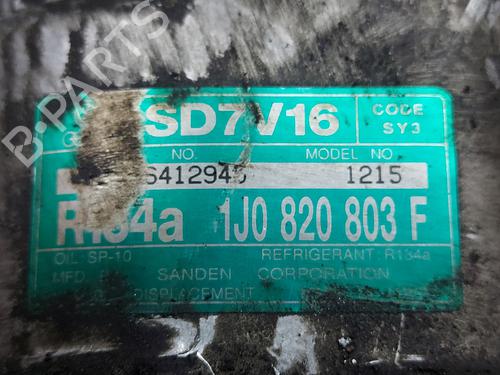 B-PARTS
SD7V16
CODE
SY3
NO.
MODEL NO
1215
R134a
1J0 820 803 F
OIL: SP-10
REFRIGERANT: R134a
MFD
SANDEN CORPORATION
DISPLACEMENT